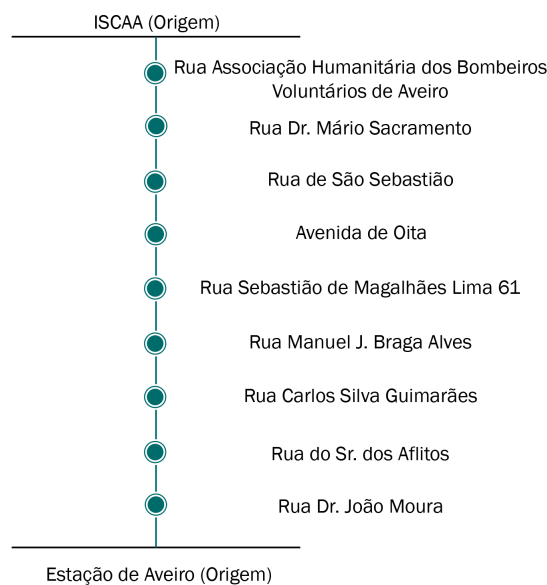 ISCAA (Origem)
Rua Associação Humanitária dos Bombeiros
Voluntários de Aveiro
Rua Dr. Mário Sacramento
Rua de São Sebastião
Avenida de Oita
Rua Sebastião de Magalhães Lima 61
Rua Manuel J. Braga Alves
Rua Carlos Silva Guimarães
Rua do Sr. dos Aflitos
Rua Dr. João Moura
Estação de Aveiro (Origem)